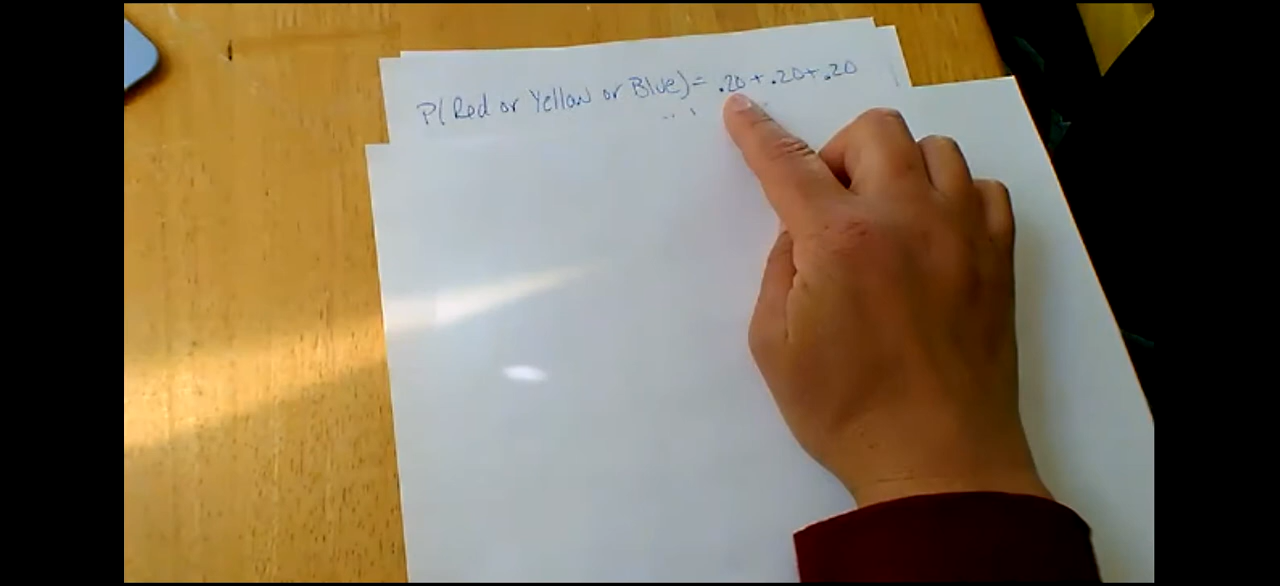 P(Red or Yellow or Blue) = .20 + .20 + .20